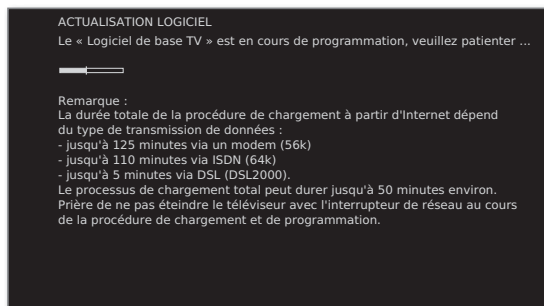 ACTUALISATION LOGICIEL
Le « Logiciel de base TV » est en cours de programmation, veuillez patienter ...
Remarque :
La durée totale de la procédure de chargement à partir d'Internet dépend
du type de transmission de données :
- jusqu'à 125 minutes via un modem (56k)
- jusqu'à 110 minutes via ISDN (64k)
- jusqu'à 5 minutes via DSL (DSL2000).
Le processus de chargement total peut durer jusqu'à 50 minutes environ.
Prière de ne pas éteindre le téléviseur avec l'interrupteur de réseau au cours
de la procédure de chargement et de programmation.